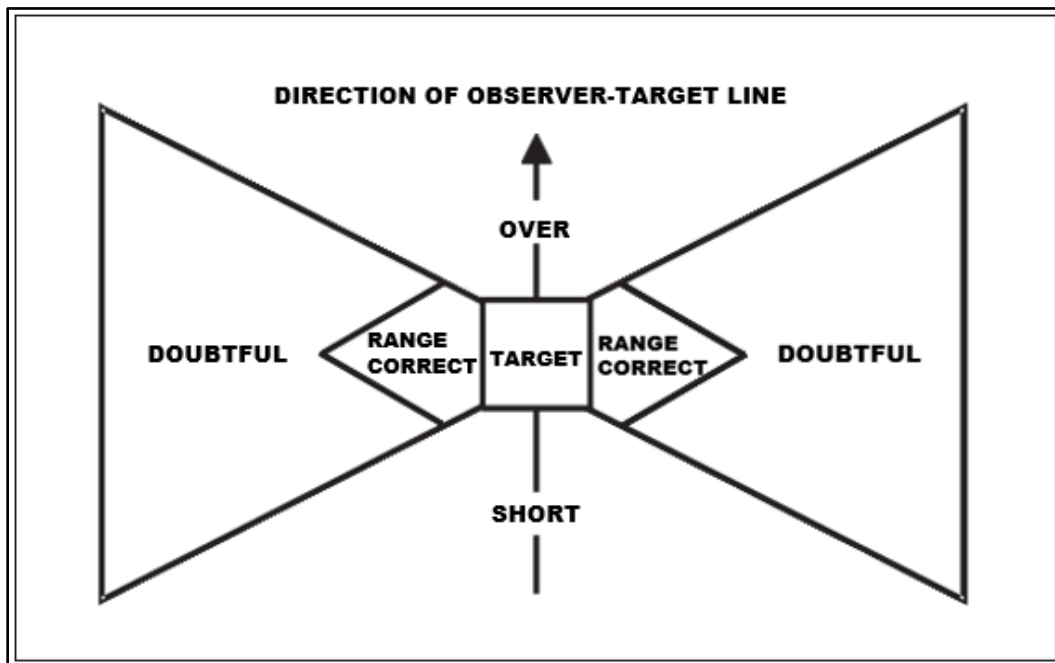 DIRECTION OF OBSERVER-TARGET LINE
OVER
DOUBTFUL
RANGE
CORRECT
TARGET
RANGE
CORRECT
DOUBTFUL
SHORT